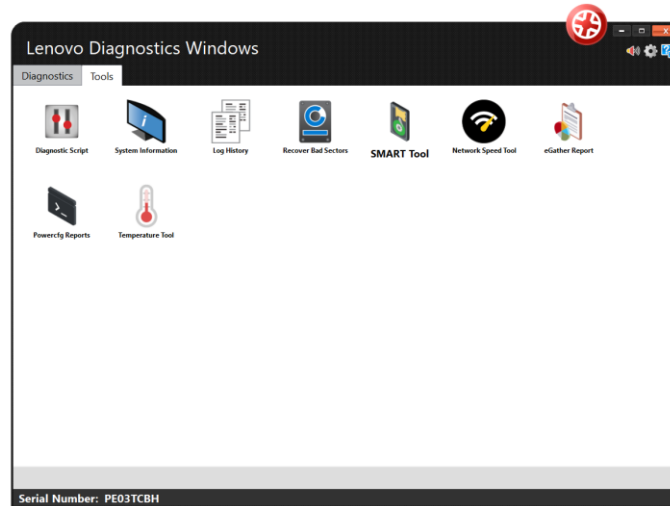 Lenovo Diagnostics Windows
Diagnostics Tools
Diagnostic Script System Information Log History Recover Bad Sectors SMART Tool Network Speed Tool eGather Report
Powercfg Reports Temperature Tool
Serial Number: PE03TCBH